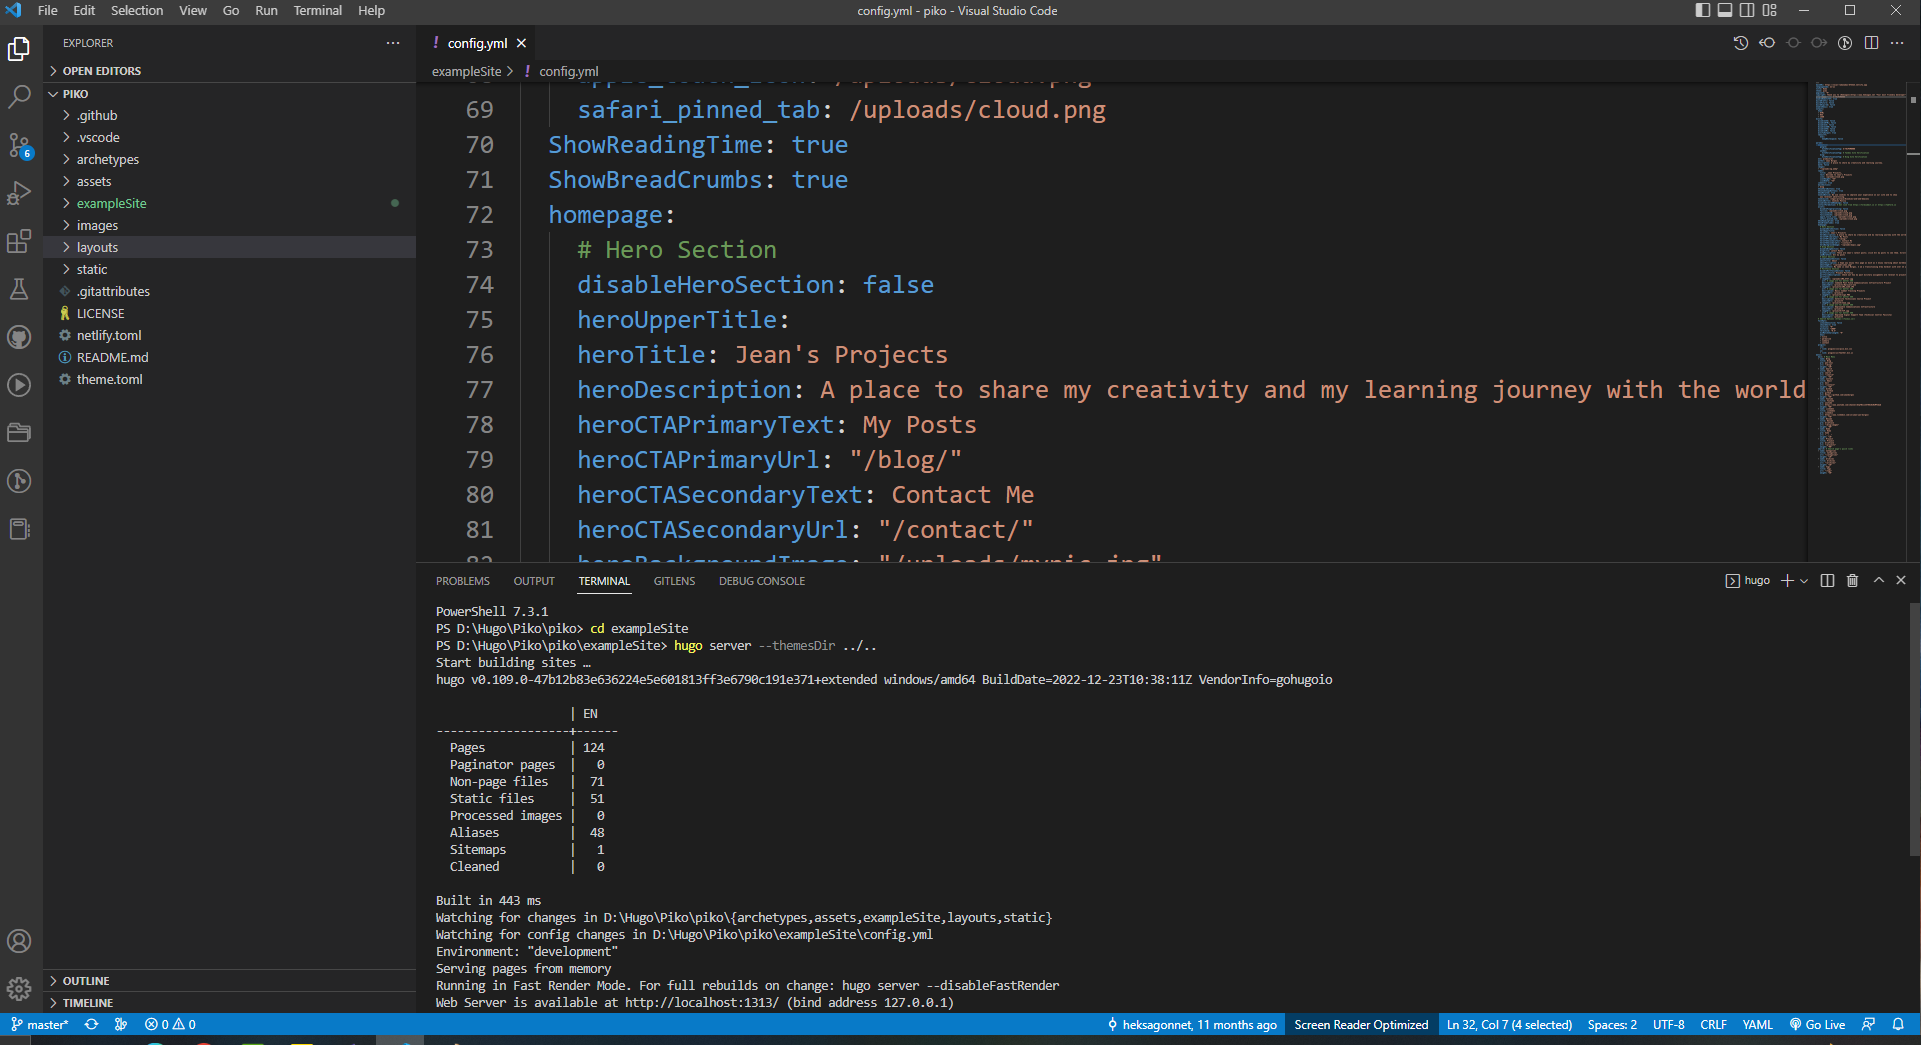 File Edit Selection View Go Run Terminal Help
config.yml - piko - Visual Studio Code
EXPLORER
OPEN EDITORS
PIKO
.github
.vscode
archetypes
assets
exampleSite
images
layouts
static
.gitattributes
LICENSE
netlify.toml
README.md
theme.toml
OUTLINE
TIMELINE
6
! config.yml
exampleSite > ! config.yml
69 safari_pinned_tab: /uploads/cloud.png
70 ShowReadingTime: true
71 ShowBreadCrumbs: true
72 homepage:
73 # Hero Section
74 disableHeroSection: false
75 heroUpperTitle:
76 heroTitle: Jean's Projects
77 heroDescription: A place to share my creativity and my learning journey with the world
78 heroCTAPrimaryText: My Posts
79 heroCTAPrimaryUrl: "/blog/"
80 heroCTASecondaryText: Contact Me
81 heroCTASecondaryUrl: "/contact/"
82 heroBackgroundImage: "/uploads/mypic.jpg"
PROBLEMS OUTPUT TERMINAL GITLENS DEBUG CONSOLE
hugo
PowerShell 7.3.1
PS D:\Hugo\Piko\piko> cd exampleSite
PS D:\Hugo\Piko\piko\exampleSite> hugo server --themesDir ../..
Start building sites …
hugo v0.109.0-47b12b83e636224e5e601813ff3e6790c191e371+extended windows/amd64 BuildDate=2022-12-23T10:38:11Z VendorInfo=gohugoio
| EN
-------------------+------
Pages | 124
Paginator pages | 0
Non-page files | 71
Static files | 51
Processed images | 0
Aliases | 48
Sitemaps | 1
Cleaned | 0
Built in 443 ms
Watching for changes in D:\Hugo\Piko\piko\{archetypes,assets,exampleSite,layouts,static}
Watching for config changes in D:\Hugo\Piko\piko\exampleSite\config.yml
Environment: "development"
Serving pages from memory
Running in Fast Render Mode. For full rebuilds on change: hugo server --disableFastRender
Web Server is available at http://localhost:1313/ (bind address 127.0.0.1)
master* 0 0 heksagonnet, 11 months ago Screen Reader Optimized Ln 32, Col 7 (4 selected) Spaces: 2 UTF-8 CRLF YAML Go Live